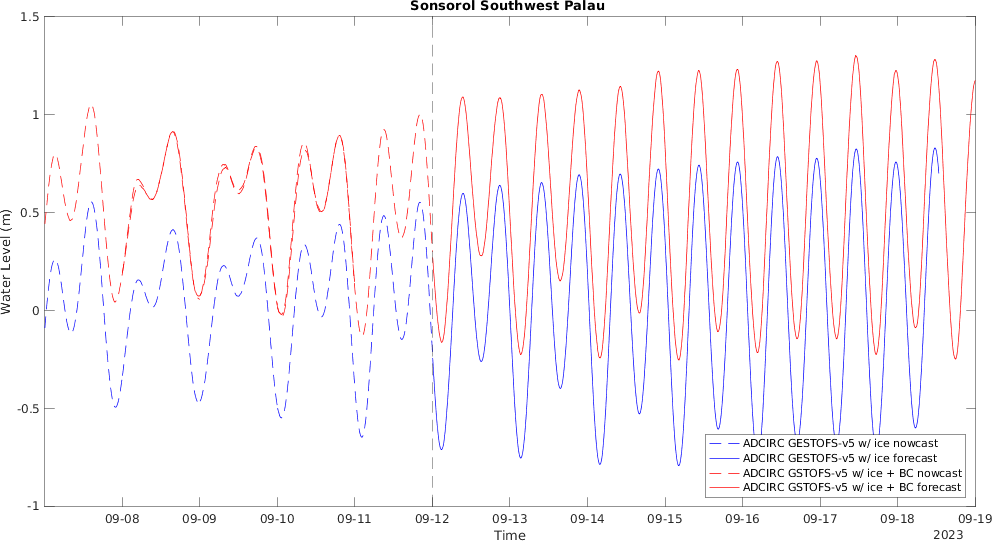 Sonsorol Southwest Palau
1.5
1
0.5
0
-0.5
-1
Water Level (m)
ADCIRC GESTOFS-v5 w/ ice nowcast
ADCIRC GESTOFS-v5 w/ ice forecast
ADCIRC GSTOFS-v5 w/ ice + BC nowcast
ADCIRC GSTOFS-v5 w/ ice + BC forecast
09-08 09-09 09-10 09-11 09-12 09-13 09-14 09-15 09-16 09-17 09-18 09-19
Time
2023